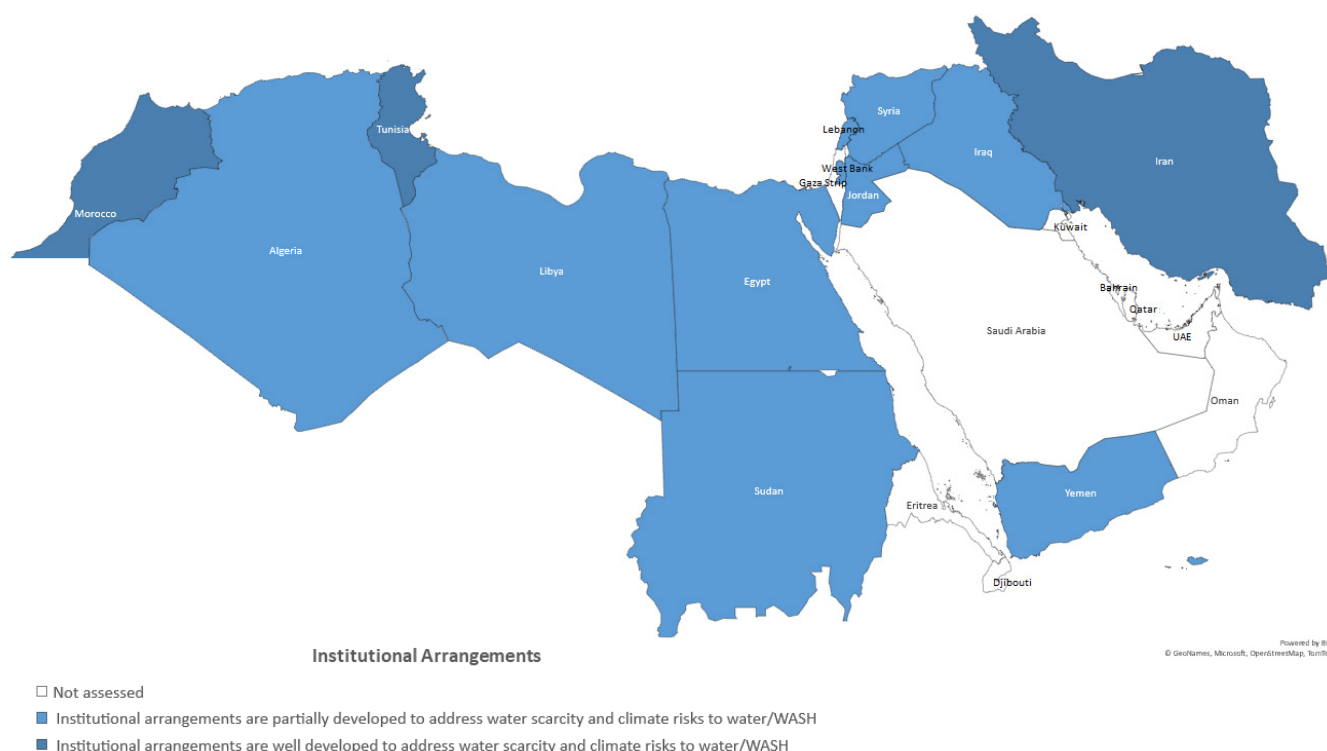 Syria
Lebanon
Tunisia
Iraq
Iran
West Bank
Gaza Strip
Jordan
Morocco
Kuwait
Algeria
Libya
Egypt
Bahrain
Qatar
Saudi Arabia
UAE
Oman
Sudan
Yemen
Eritrea
Djibouti
Powered by
© GeoNames, Microsoft, OpenStreetMap,
Institutional Arrangements
Not assessed
Institutional arrangements are partially developed to address water scarcity and climate risks to water/WASH
Institutional arrangements are well developed to address water scarcity and climate risks to water/WASH